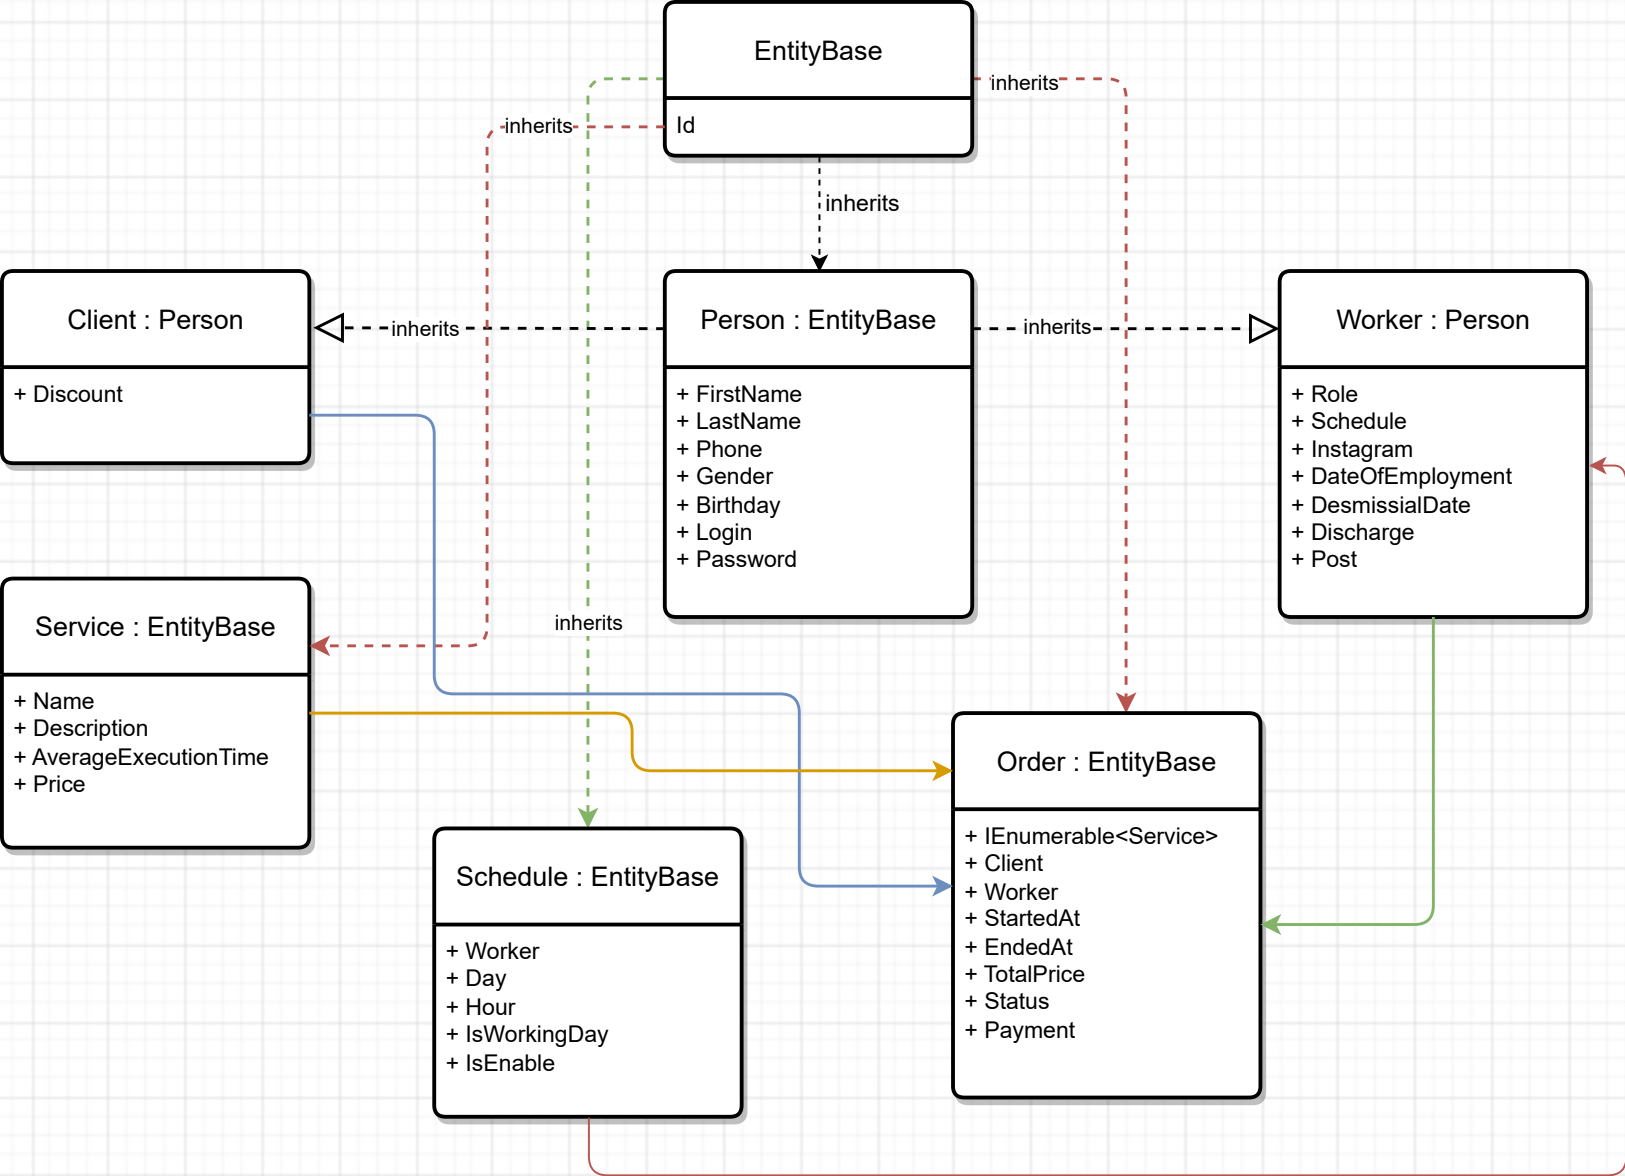 EntityBase
Id
inherits
inherits
inherits
Client : Person
+ Discount
inherits
Person : EntityBase
+ FirstName
+ LastName
+ Phone
+ Gender
+ Birthday
+ Login
+ Password
inherits
Worker : Person
+ Role
+ Schedule
+ Instagram
+ DateOfEmployment
+ DesmissialDate
+ Discharge
+ Post
Service : EntityBase
+ Name
+ Description
+ AverageExecutionTime
+ Price
inherits
Schedule : EntityBase
+ Worker
+ Day
+ Hour
+ IsWorkingDay
+ IsEnable
Order : EntityBase
+ IEnumerable<Service>
+ Client
+ Worker
+ StartedAt
+ EndedAt
+ TotalPrice
+ Status
+ Payment